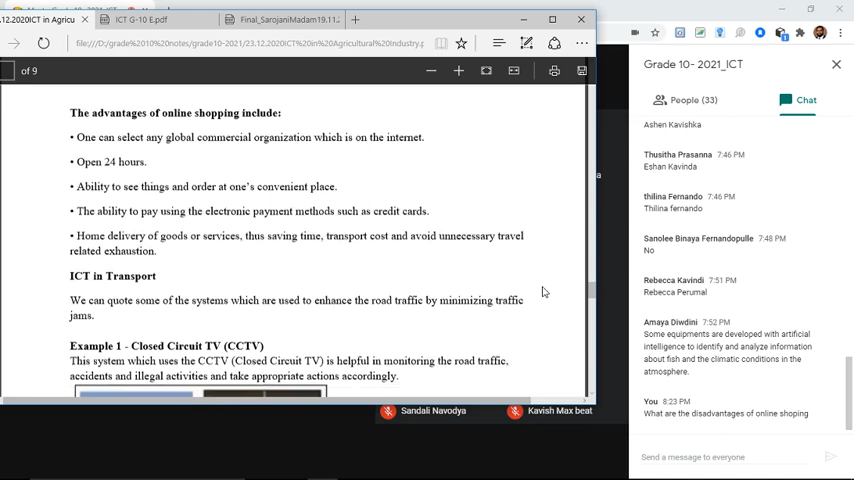 12.2020ICT in Agricu
ICT G-10 E.pdf
Final_SarojaniMadam19.11.2
file:///D:/grade%2010%20notes/grade10-2021/23.12.2020ICT%20in%20Agricultural%20Industry.p
of 9
The advantages of online shopping include:
• One can select any global commercial organization which is on the internet.
• Open 24 hours.
• Ability to see things and order at one's convenient place.
• The ability to pay using the electronic payment methods such as credit cards.
• Home delivery of goods or services, thus saving time, transport cost and avoid unnecessary travel
related exhaustion.
ICT in Transport
We can quote some of the systems which are used to enhance the road traffic by minimizing traffic
jams.
Example 1 - Closed Circuit TV (CCTV)
This system which uses the CCTV (Closed Circuit TV) is helpful in monitoring the road traffic,
accidents and illegal activities and take appropriate actions accordingly.
Sandali Navodya
Kavish Max beat
Grade 10- 2021_ICT
People (33)
Chat
Ashen Kavishka
Thusitha Prasanna 7:46 PM
Eshan Kavinda
thilina Fernando 7:46 PM
Thilina fernando
Sanolee Binaya Fernandopulle 7:48 PM
No
Rebecca Kavindi 7:51 PM
Rebecca Perumal
Amaya Diwdini 7:52 PM
Some equipments are developed with artificial
intelligence to identify and analyze information
about fish and the climatic conditions in the
atmosphere.
You 8:23 PM
What are the disadvantages of online shoping
Send a message to everyone